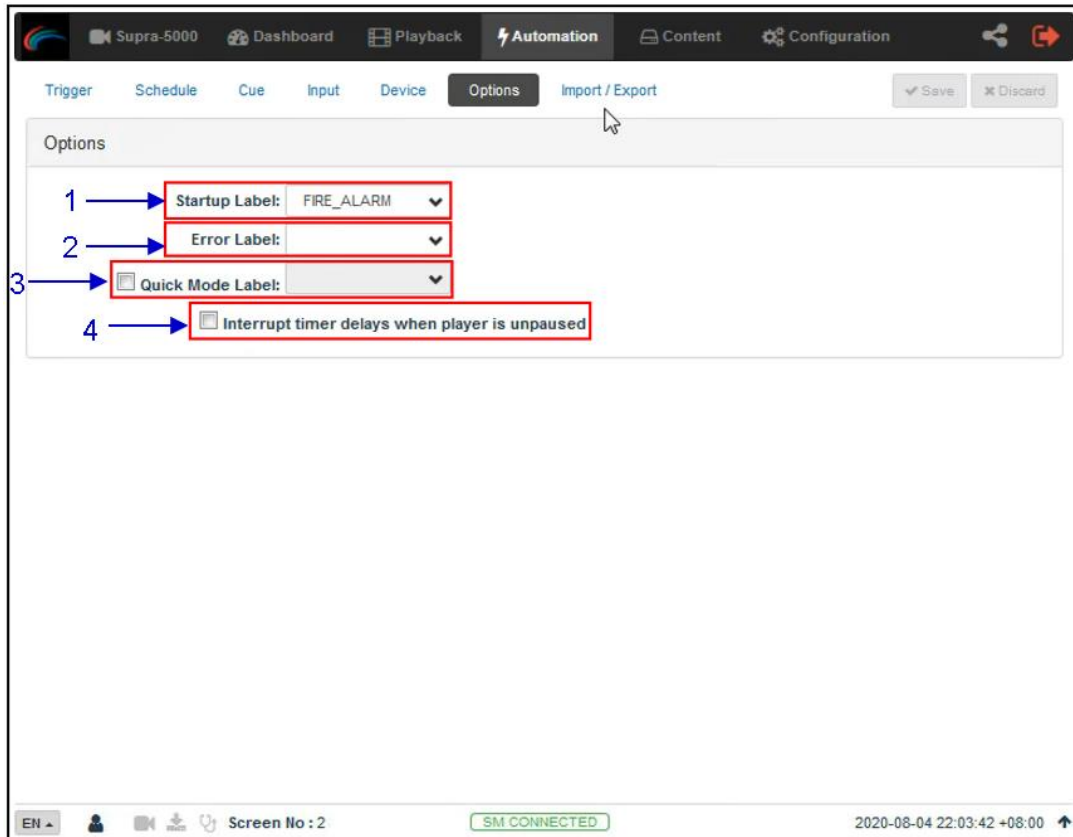 Supra-5000 Dashboard Playback Automation Content Configuration
Trigger Schedule Cue Input Device Options Import / Export Save Discard
Options
1 Startup Label: FIRE_ALARM
2 Error Label:
3 Quick Mode Label:
4 Interrupt timer delays when player is unpaused
EN Screen No : 2 SM CONNECTED 2020-08-04 22:03:42 +08:00